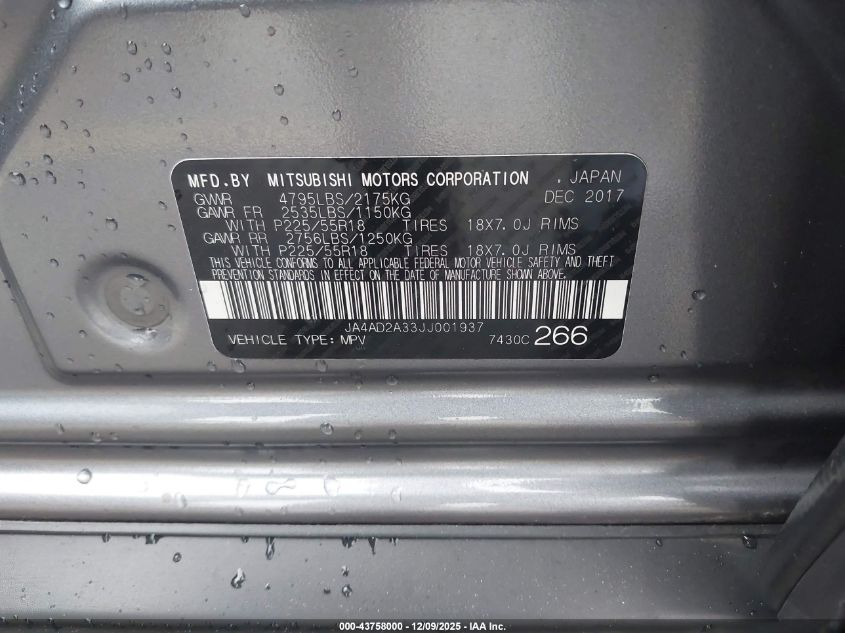 MFD.BY MITSUBISHI MOTORS CORPORATION , JAPAN
GVWR 4795LBS/2175KG DEC 2017
GAWR FR 2535LBS/1150KG
WITH P225/55R18 TIRES 18X7.0J RIMS
GAWR RR 2756LBS/1250KG
WITH P225/55R18 TIRES 18X7.0J RIMS
THIS VEHICLE CONFORMS TO ALL APPLICABLE FEDERAL MOTOR VEHICLE SAFETY AND THEFT
PREVENTION STANDARDS IN EFFECT ON THE DATE OF MANUFACTURE SHOWN ABOVE.
JA4AD2A33JJ001937
VEHICLE TYPE: MPV 7430C 266
000-43758000 - 12/09/2025 - IAA Inc.